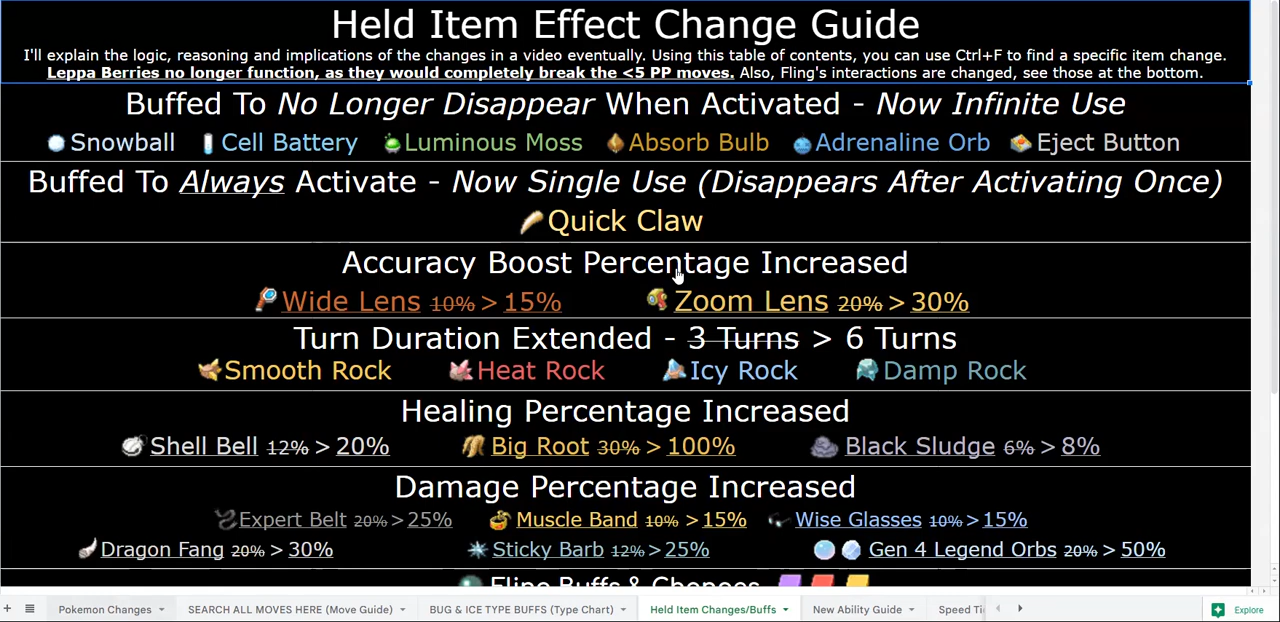 Held Item Effect Change Guide
I'll explain the logic, reasoning and implications of the changes in a video eventually. Using this table of contents, you can use Ctrl+F to find a specific item change.
Leppa Berries no longer function, as they would completely break the <5 PP moves. Also, Fling's interactions are changed, see those at the bottom.
Buffed To No Longer Disappear When Activated - Now Infinite Use
Snowball Cell Battery Luminous Moss Absorb Bulb Adrenaline Orb Eject Button
Buffed To Always Activate - Now Single Use (Disappears After Activating Once)
Quick Claw
Accuracy Boost Percentage Increased
Wide Lens 10% > 15% Zoom Lens 20% > 30%
Turn Duration Extended - 3 Turns > 6 Turns
Smooth Rock Heat Rock Icy Rock Damp Rock
Healing Percentage Increased
Shell Bell 12% > 20% Big Root 30% > 100% Black Sludge 6% > 8%
Damage Percentage Increased
Expert Belt 20% > 25% Muscle Band 10% > 15% Wise Glasses 10% > 15%
Dragon Fang 20% > 30% Sticky Barb 12% > 25% Gen 4 Legend Orbs 20% > 50%
Fling Buffs & Changes
Pokemon Changes SEARCH ALL MOVES HERE (Move Guide) BUG & ICE TYPE BUFFS (Type Chart) Held Item Changes/Buffs New Ability Guide Speed Explore